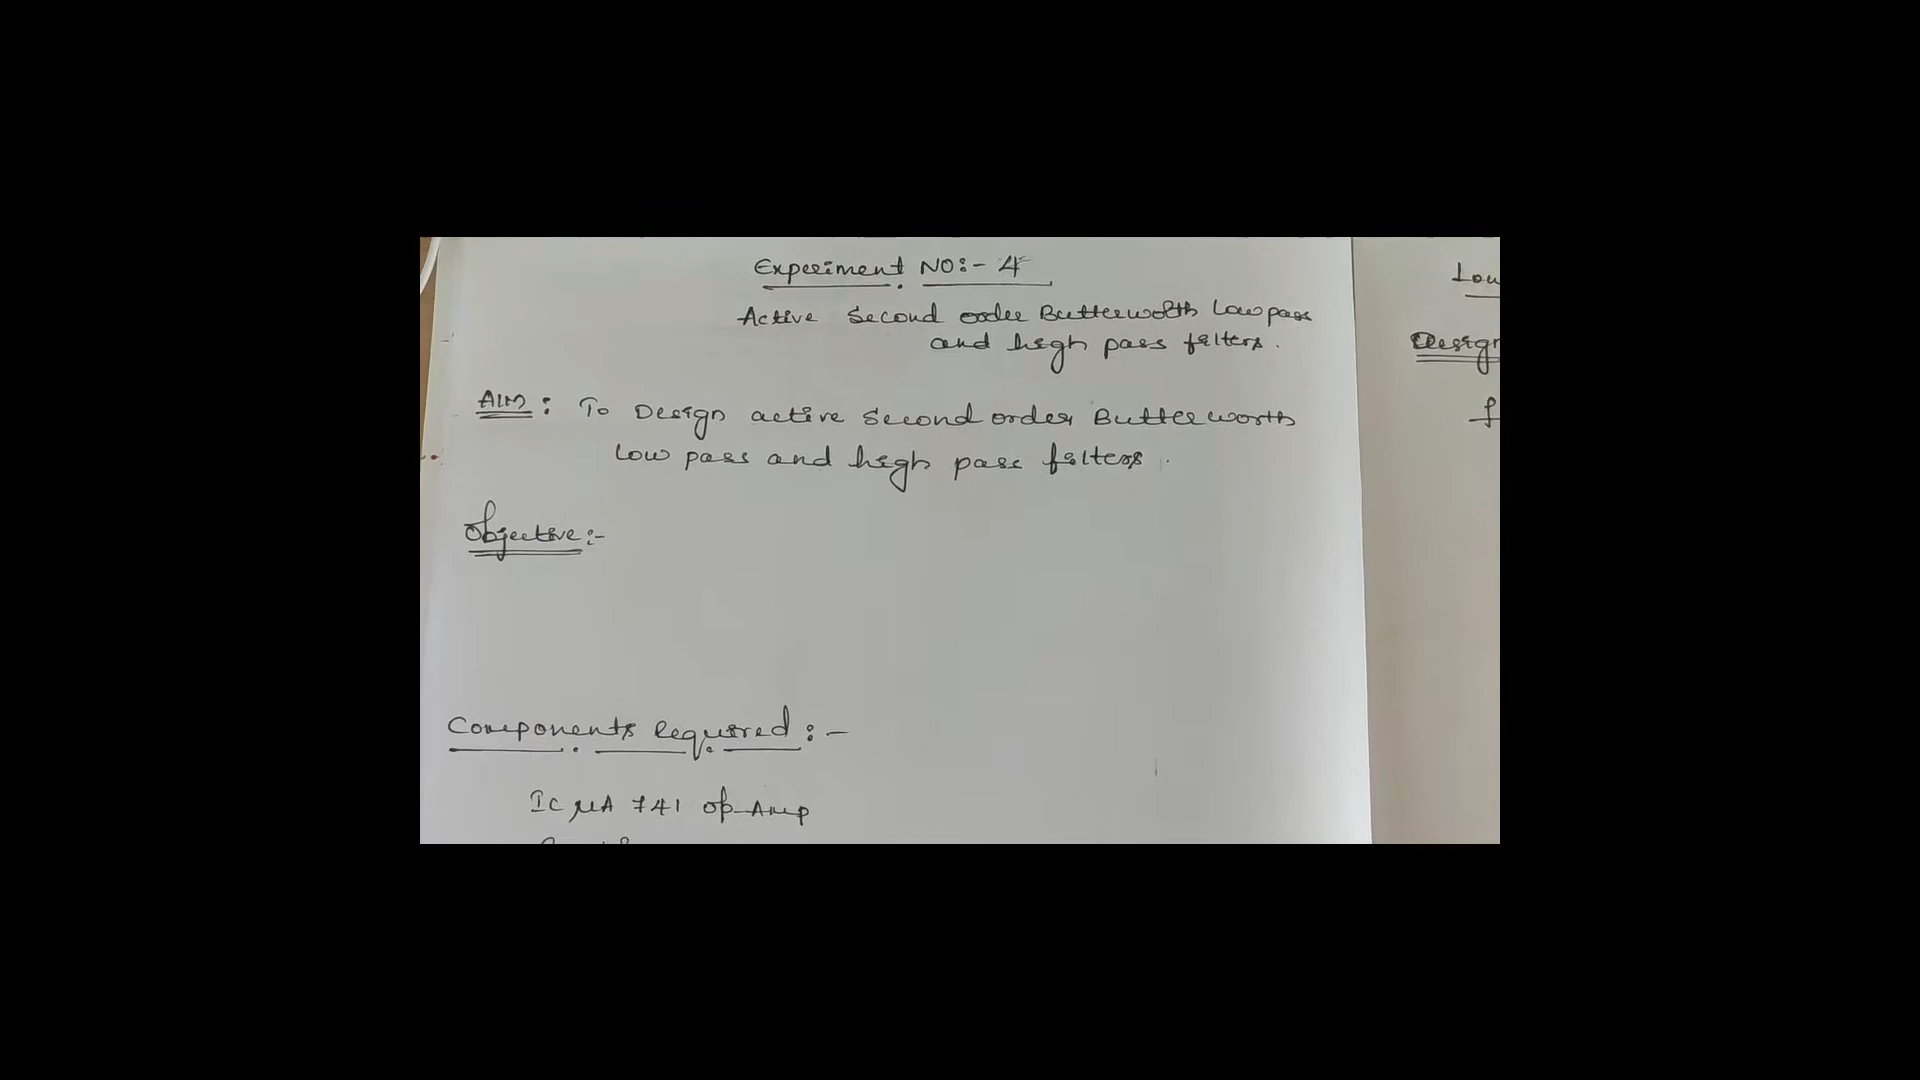 Experiment NO:- 4
Active Second order Butterworth Low pass
and high pass filters.
AIM : To Design active Second order Butterworth
Low pass and high pass filters.
Objective :-
Components Required : -
IC μA 741 Op-Amp
Low
Design
f